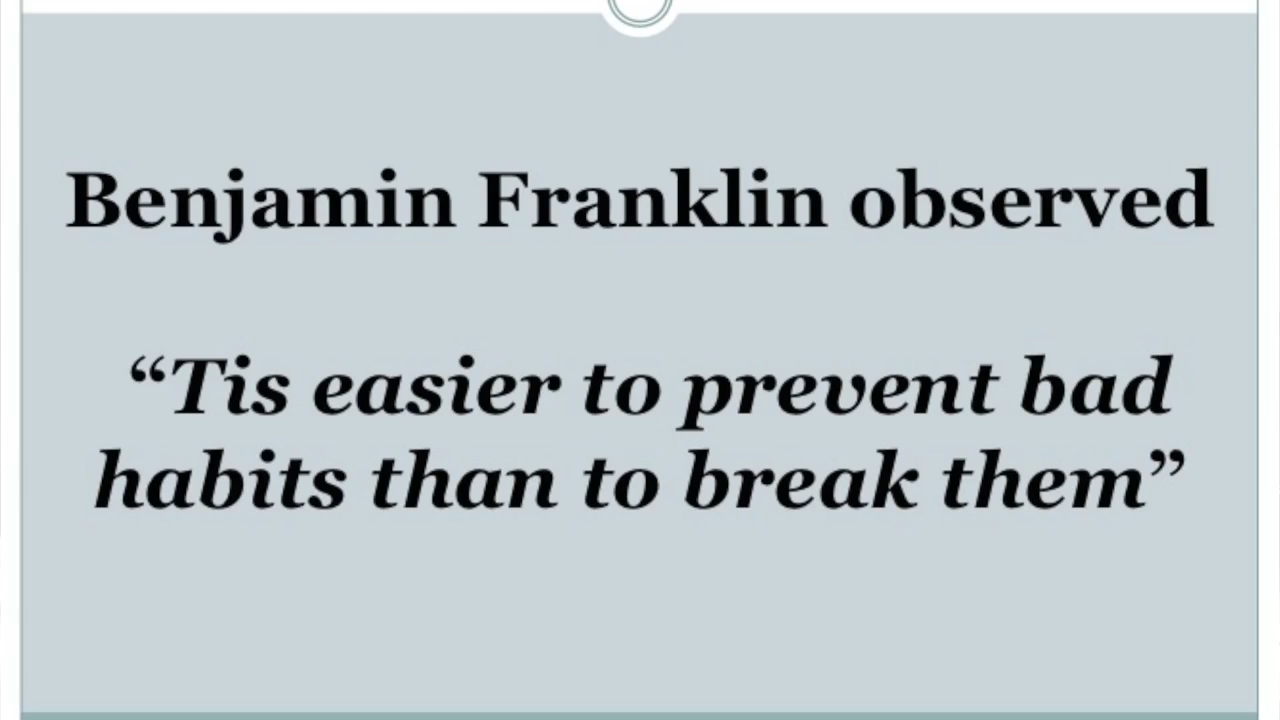 Benjamin Franklin observed
“Tis easier to prevent bad
habits than to break them”